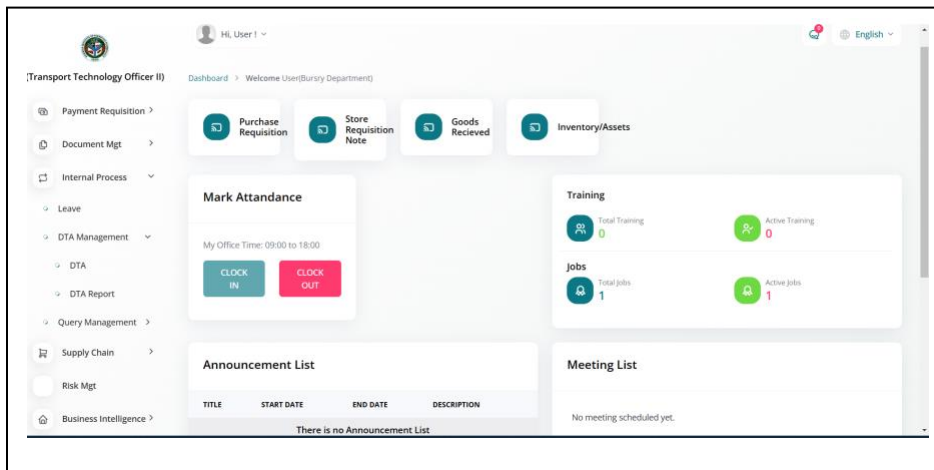 Hi, User !
0
English
(Transport Technology Officer II)
Dashboard > Welcome User(Bursry Department)
Payment Requisition >
Document Mgt >
Internal Process
Leave
DTA Management
DTA
DTA Report
Query Management >
Supply Chain >
Risk Mgt
Business Intelligence >
Purchase
Requisition
Store
Requisition
Note
Goods
Recieved
Inventory/Assets
Mark Attandance
My Office Time: 09:00 to 18:00
CLOCK
IN
CLOCK
OUT
Training
Total Training
0
Active Training
0
Jobs
Total Jobs
1
Active Jobs
1
Announcement List
TITLE START DATE END DATE DESCRIPTION
There is no Announcement List
Meeting List
No meeting scheduled yet.